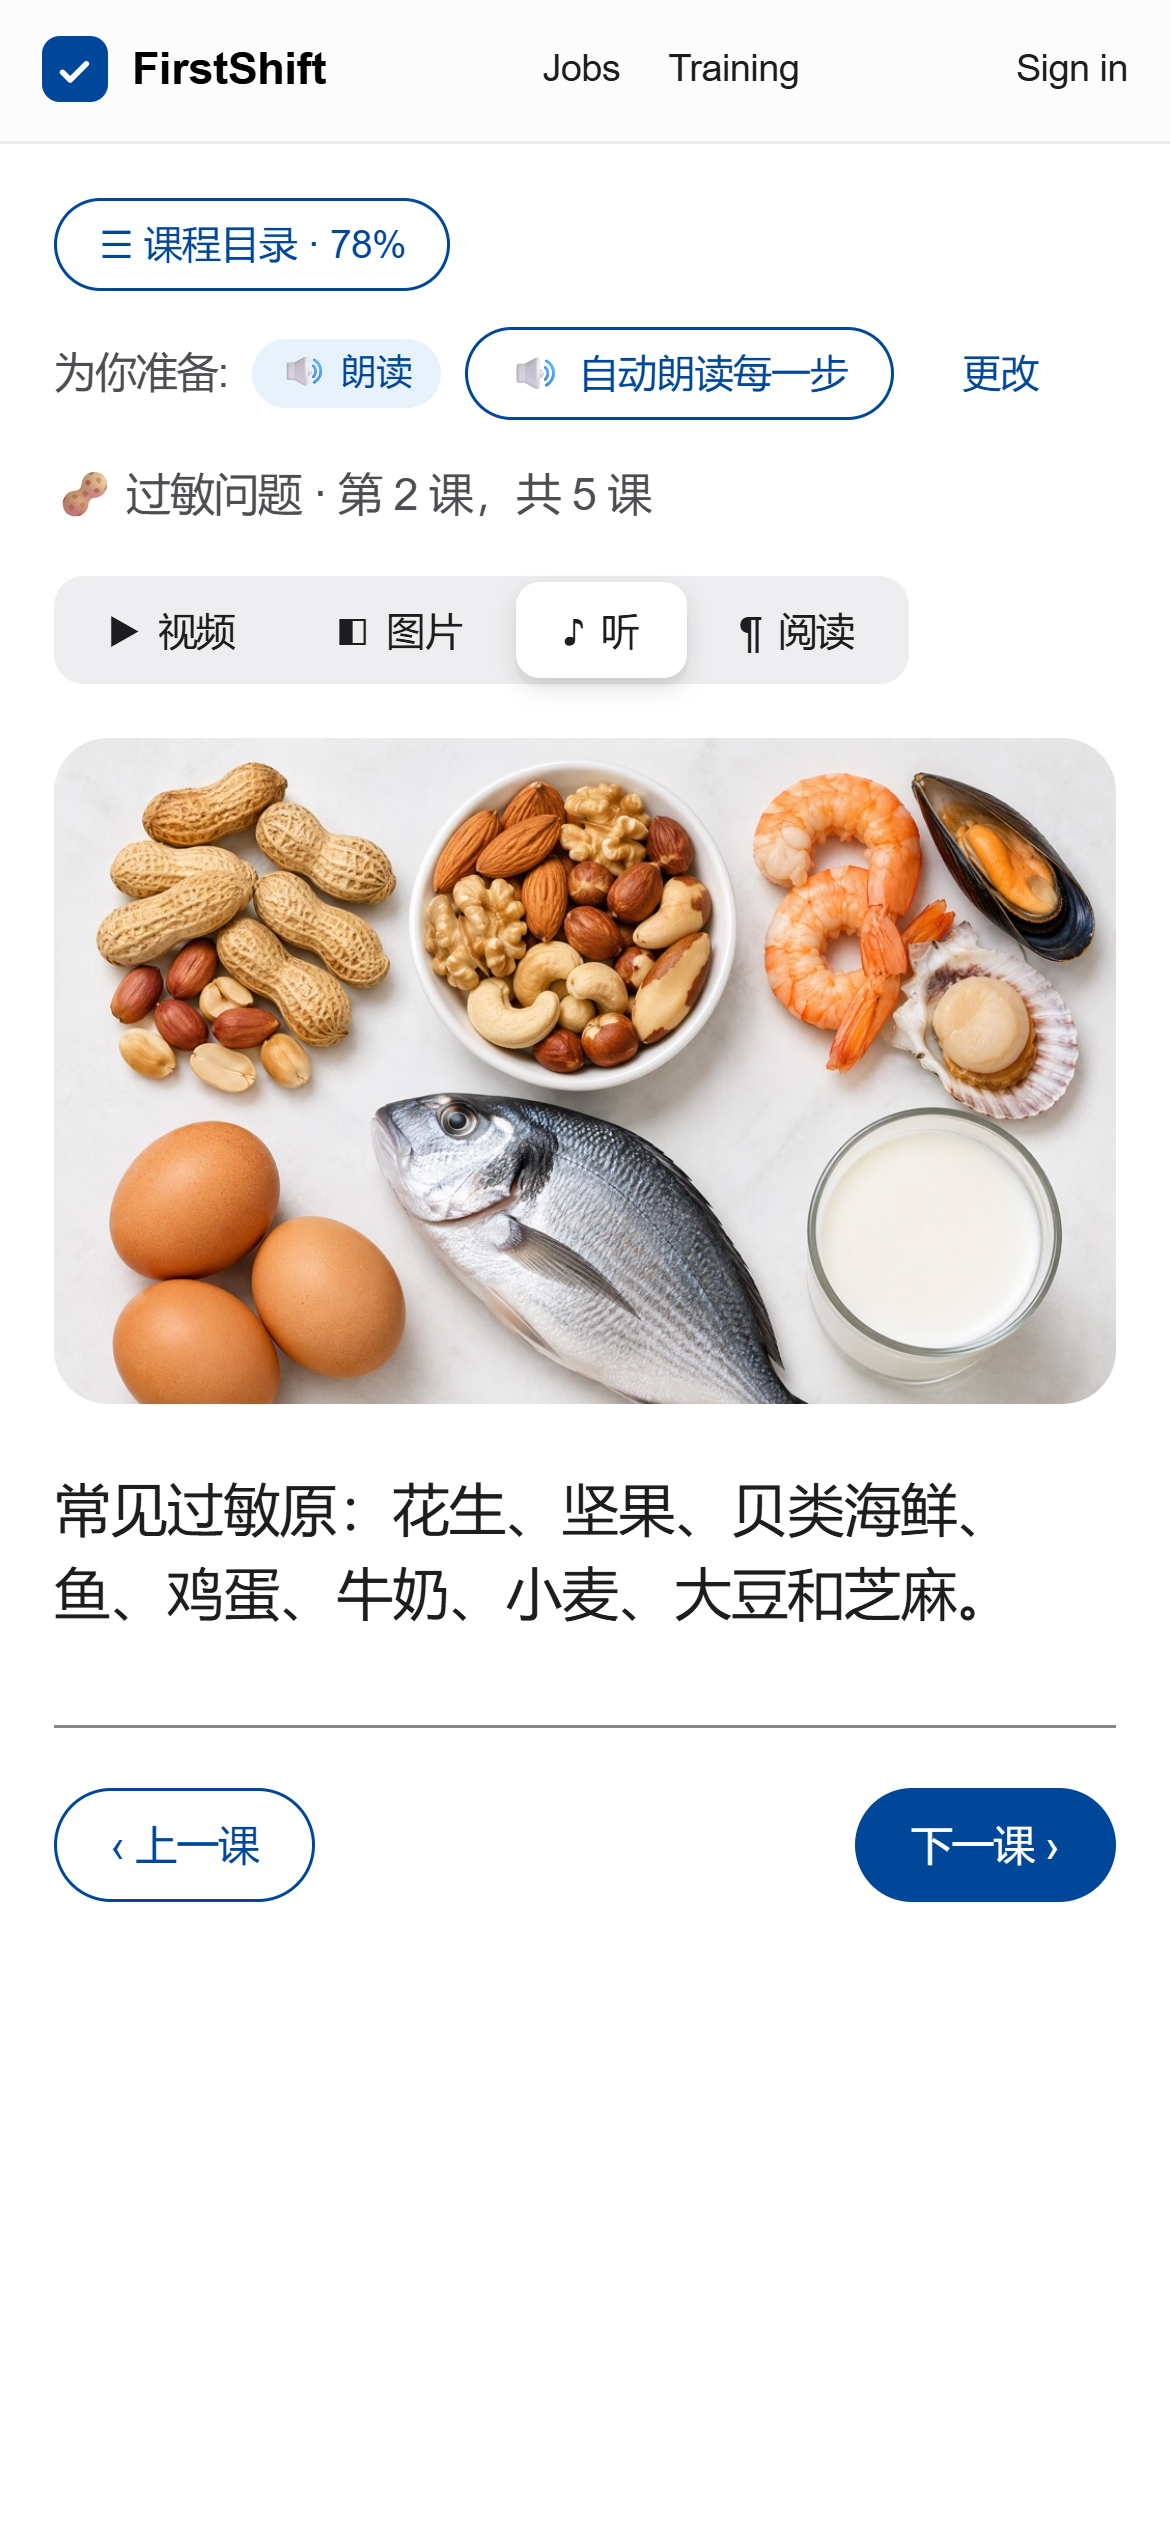 FirstShift
Jobs Training
Sign in
☰ 课程目录 · 78%
为你准备: 朗读 自动朗读每一步 更改
过敏问题 · 第 2 课，共 5 课
▶ 视频 ◧ 图片 ♪ 听 ¶ 阅读
常见过敏原：花生、坚果、贝类海鲜、
鱼、鸡蛋、牛奶、小麦、大豆和芝麻。
‹ 上一课
下一课 ›